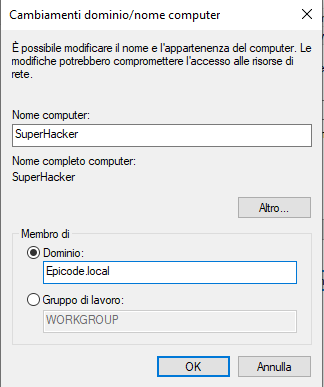 Cambiamenti dominio/nome computer
È possibile modificare il nome e l'appartenenza del computer. Le
modifiche potrebbero compromettere l'accesso alle risorse di
rete.
Nome computer:
SuperHacker
Nome completo computer:
SuperHacker
Altro...
Membro di
Dominio:
Epicode.local
Gruppo di lavoro:
WORKGROUP
OK Annulla